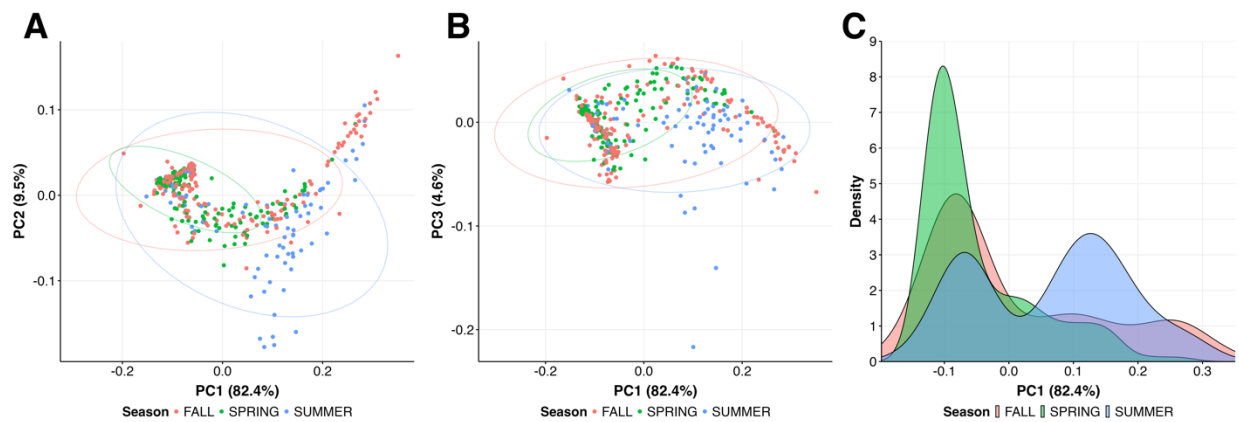 A
PC2 (9.5%)
0.1
0.0
-0.1
-0.2
0.0
0.2
PC1 (82.4%)
Season FALL SPRING SUMMER
B
PC3 (4.6%)
0.0
-0.1
-0.2
-0.2
0.0
0.2
PC1 (82.4%)
Season FALL SPRING SUMMER
C
Density
9
8
7
6
5
4
3
2
1
0
-0.1
0.0
0.1
0.2
0.3
PC1 (82.4%)
Season FALL SPRING SUMMER